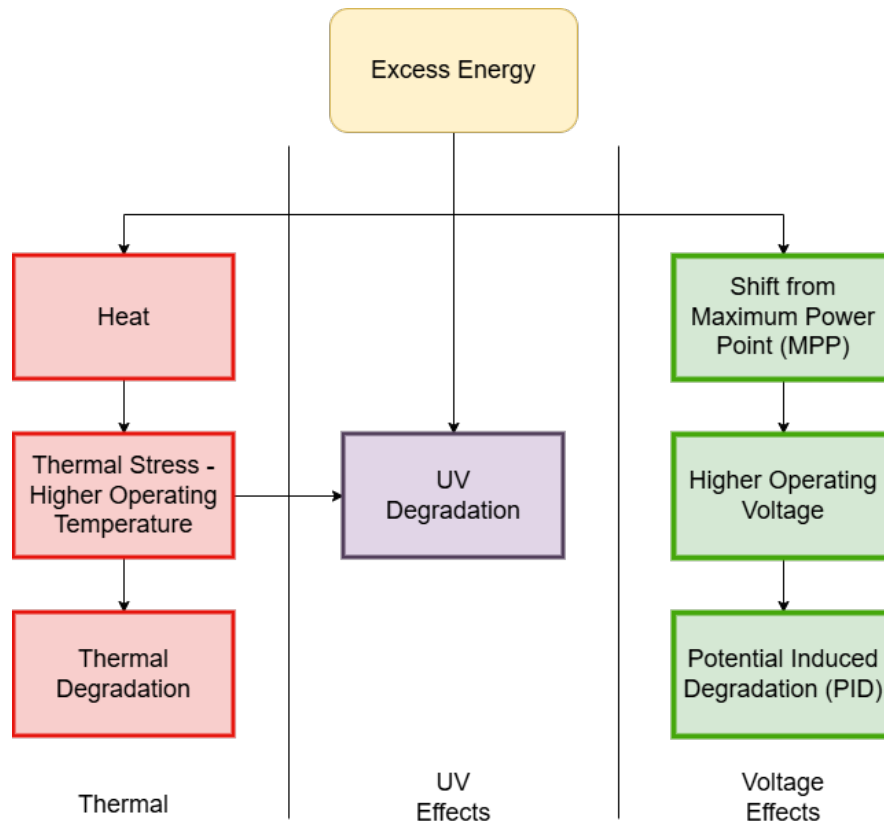 Excess Energy
Heat
Shift from
Maximum Power
Point (MPP)
Thermal Stress -
Higher Operating
Temperature
UV
Degradation
Higher Operating
Voltage
Thermal
Degradation
Potential Induced
Degradation (PID)
Thermal
UV
Effects
Voltage
Effects